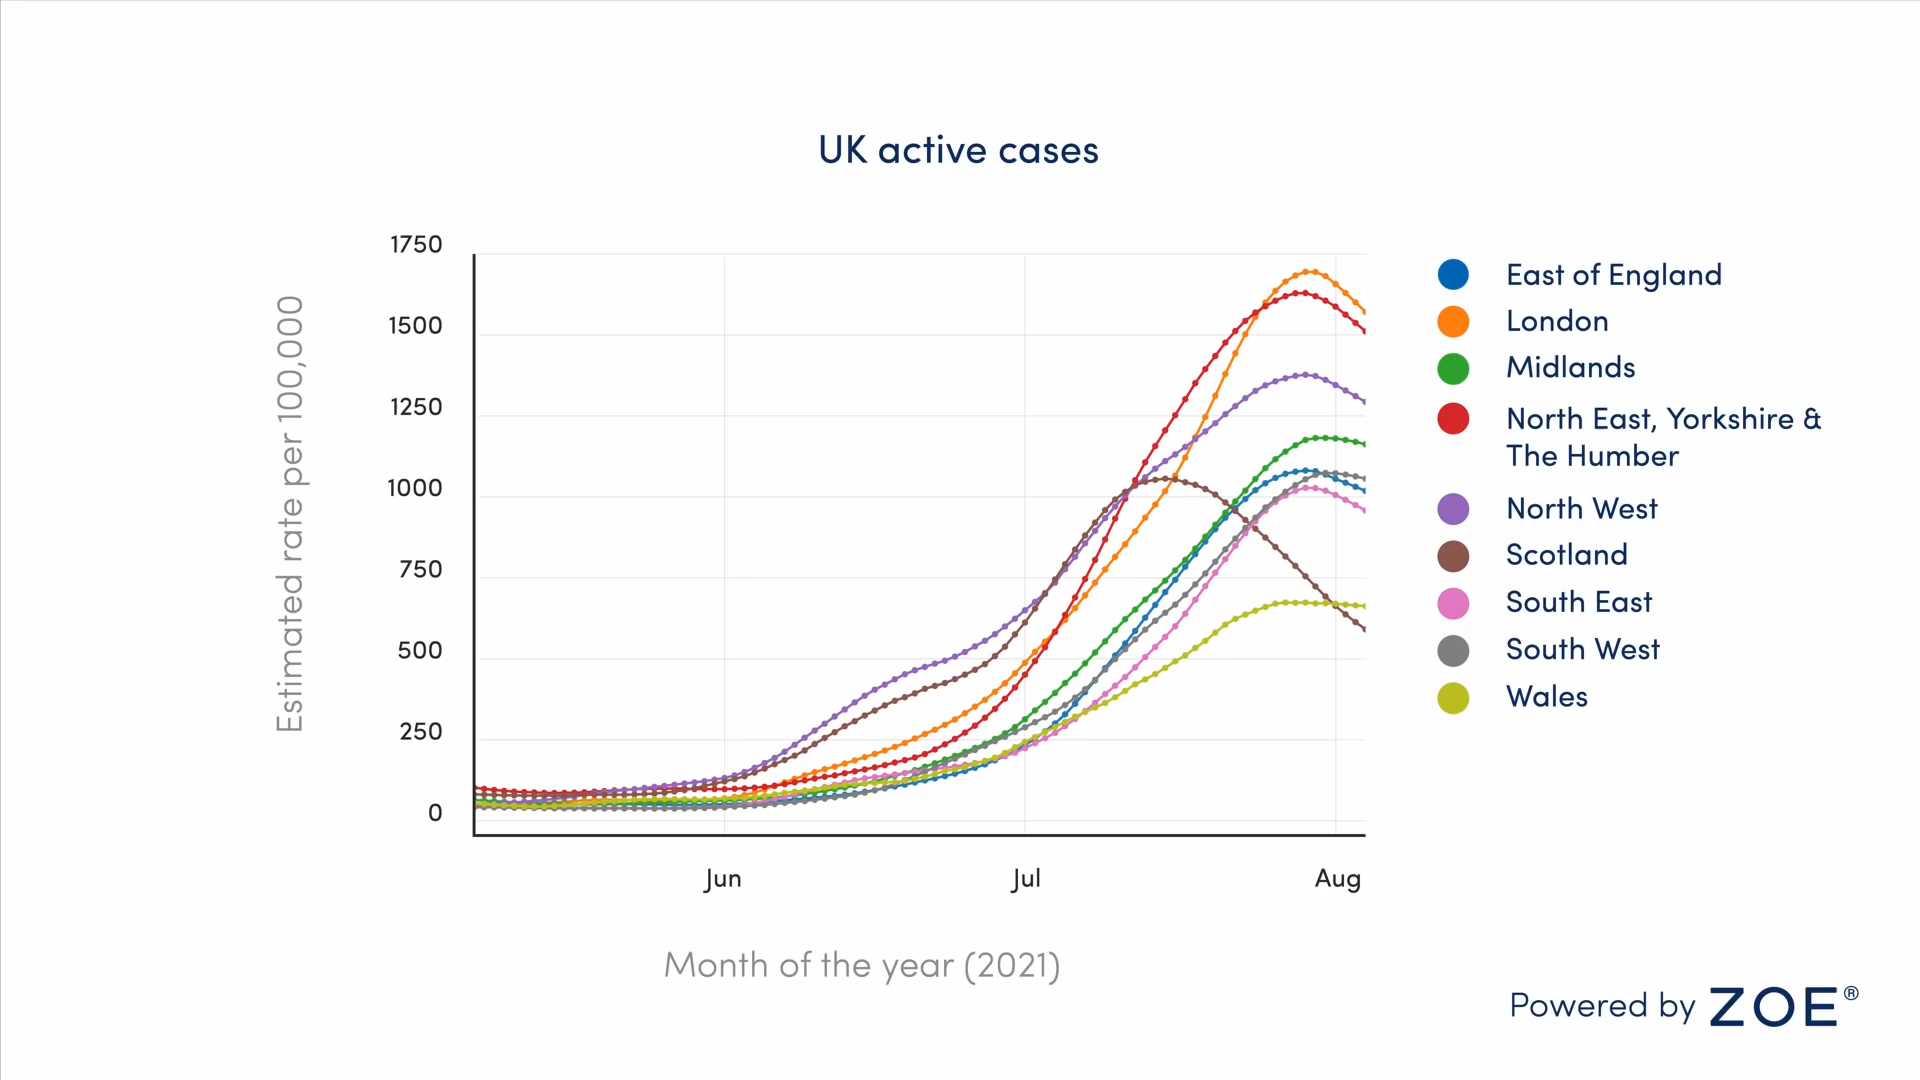 UK active cases
Estimated rate per 100,000
1750
1500
1250
1000
750
500
250
0
Jun
Jul
Aug
Month of the year (2021)
East of England
London
Midlands
North East, Yorkshire &
The Humber
North West
Scotland
South East
South West
Wales
Powered by ZOE®